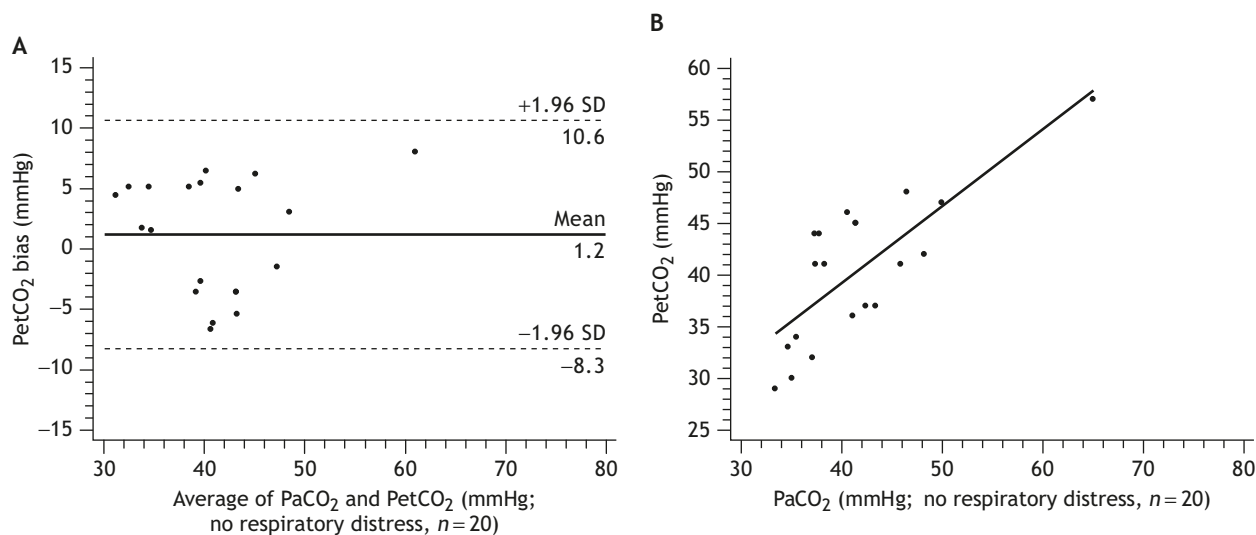 A
15
10
5
0
−5
−10
−15
PetCO₂ bias (mmHg)
+1.96 SD
10.6
Mean
1.2
−1.96 SD
−8.3
30 40 50 60 70 80
Average of PaCO₂ and PetCO₂ (mmHg;
no respiratory distress, n = 20)
B
60
55
50
45
40
35
30
25
PetCO₂ (mmHg)
30 40 50 60 70 80
PaCO₂ (mmHg; no respiratory distress, n = 20)